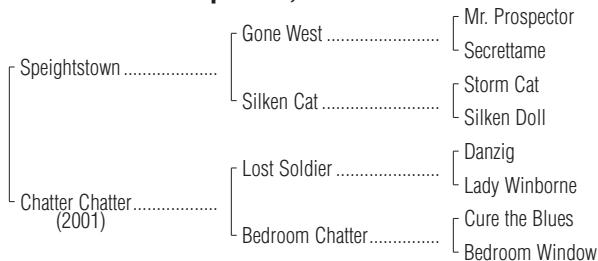 Mr. Prospector
Gone West
Secrettame
Speightstown
Storm Cat
Silken Cat
Silken Doll
Danzig
Lost Soldier
Lady Winborne
Chatter Chatter
(2001)
Cure the Blues
Bedroom Chatter
Bedroom Window